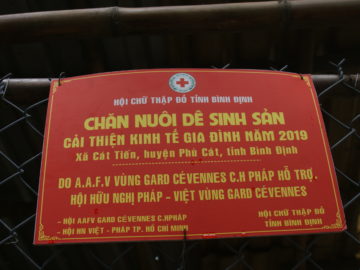 HỘI CHỮ THẬP ĐỎ TỈNH BÌNH ĐỊNH
CHĂN NUÔI DÊ SINH SẢN
CẢI THIỆN KINH TẾ GIA ĐÌNH NĂM 2019
Xã Cát Tiến, huyện Phù Cát, tỉnh Bình Định
DO A.A.F.V VÙNG GARD CÉVENNES C.H PHÁP HỖ TRỢ.
HỘI HỮU NGHỊ PHÁP - VIỆT VÙNG GARD CEVENNES
- HỘI AAFV GARD CÉVENNES C.HPHÁP
- HỘI HN VIỆT - PHÁP TP. HỒ CHÍ MINH
HỘI CHỮ THẬP ĐỎ
TỈNH BÌNH ĐỊNH